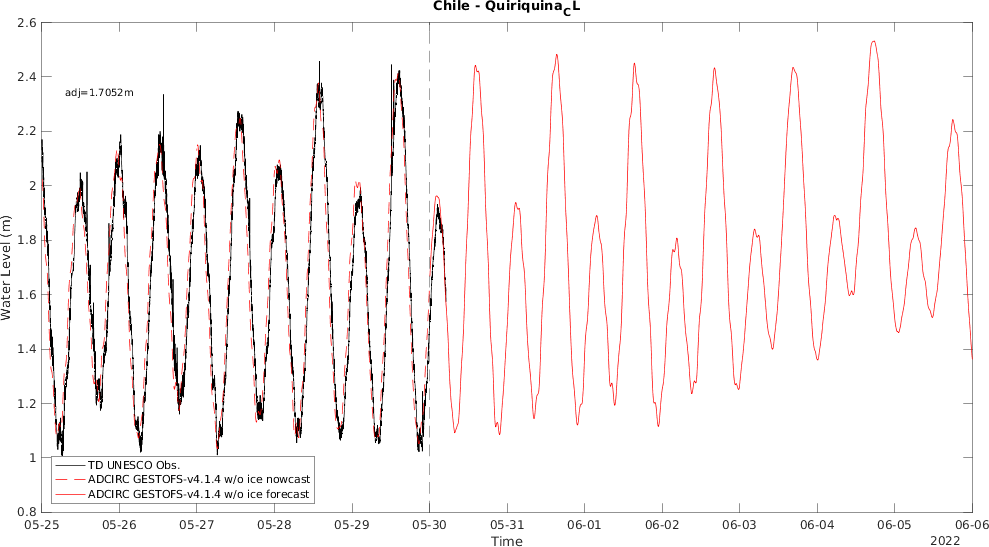 Chile - Quiriquina_CL
2.6
2.4
adj=1.7052m
2.2
2
1.8
Water Level (m)
1.6
1.4
1.2
1
TD UNESCO Obs.
ADCIRC GESTOFS-v4.1.4 w/o ice nowcast
ADCIRC GESTOFS-v4.1.4 w/o ice forecast
0.8
05-25 05-26 05-27 05-28 05-29 05-30 05-31 06-01 06-02 06-03 06-04 06-05 06-06
Time
2022